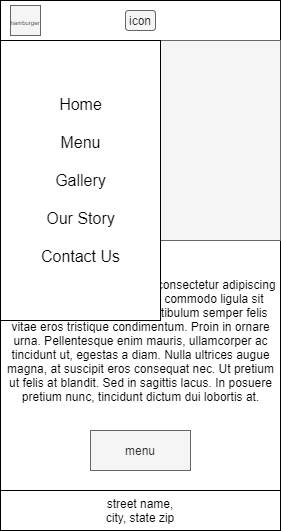 hamburger
icon
Home
Menu
Gallery
Our Story
Contact Us
consectetur adipiscing
commodo ligula sit
tibulum semper felis
vitae eros tristique condimentum. Proin in ornare
urna. Pellentesque enim mauris, ullamcorper ac
tincidunt ut, egestas a diam. Nulla ultrices augue
magna, at suscipit eros consequat nec. Ut pretium
ut felis at blandit. Sed in sagittis lacus. In posuere
pretium nunc, tincidunt dictum dui lobortis at.
menu
street name,
city, state zip